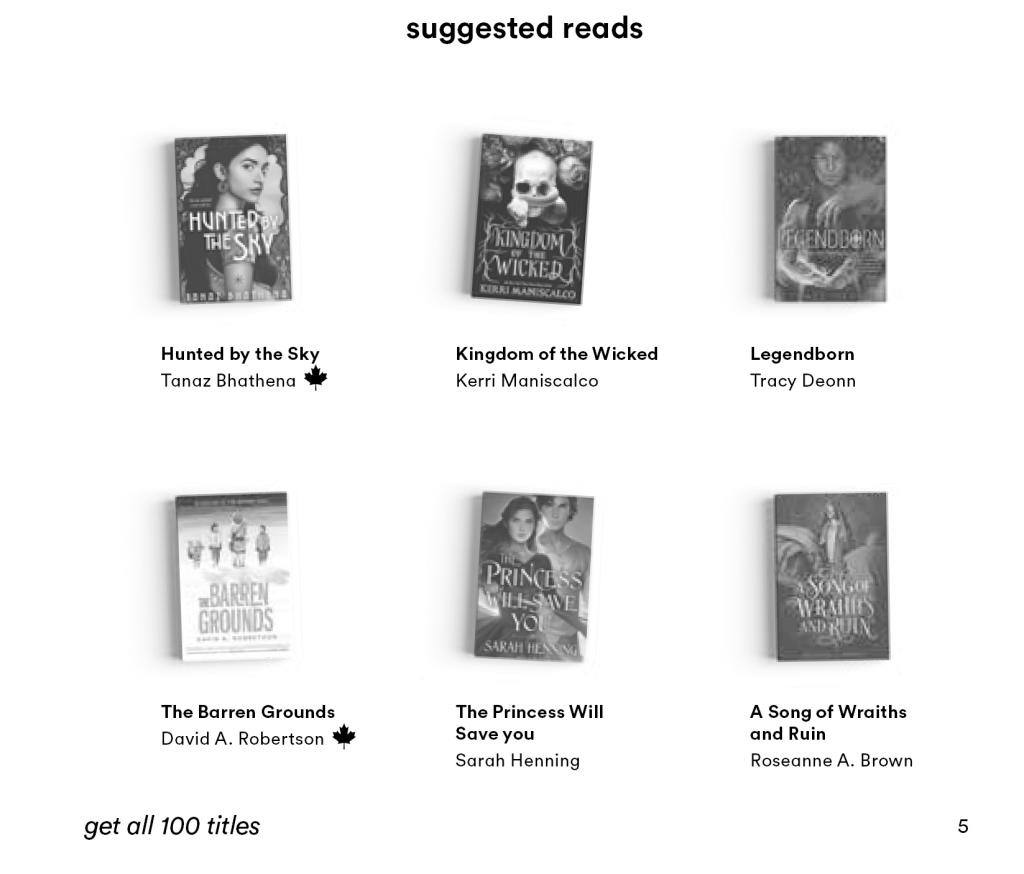 suggested reads
HUNTED BY
THE SKY
TANAZ BHATHENA
KINGDOM
OF THE
WICKED
KERRI MANISCALCO
LEGENDBORN
Hunted by the Sky
Tanaz Bhathena
Kingdom of the Wicked
Kerri Maniscalco
Legendborn
Tracy Deonn
THE BARREN
GROUNDS
DAVID A. ROBERTSON
THE
PRINCESS
WILL SAVE
YOU
SARAH HENNING
A SONG OF
WRAITHS
AND RUIN
The Barren Grounds
David A. Robertson
The Princess Will
Save you
Sarah Henning
A Song of Wraiths
and Ruin
Roseanne A. Brown
get all 100 titles
5